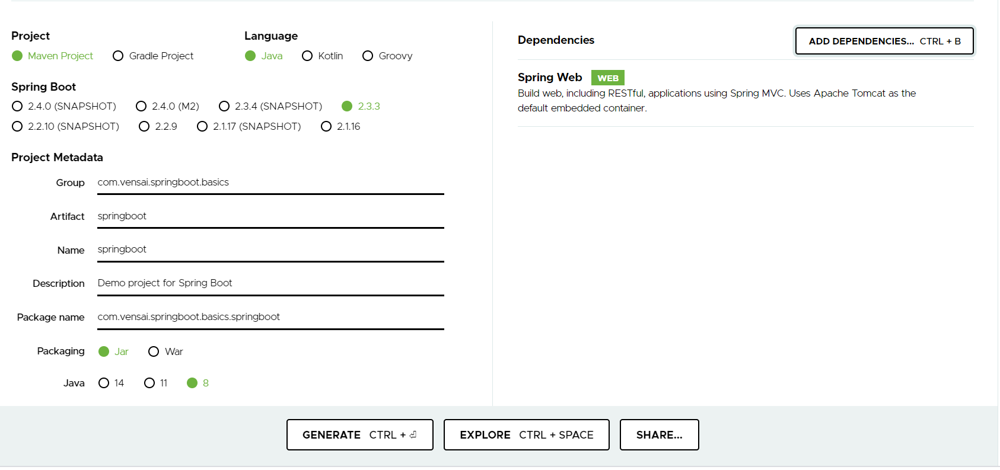 Project
Maven Project Gradle Project
Language
Java Kotlin Groovy
Spring Boot
2.4.0 (SNAPSHOT) 2.4.0 (M2) 2.3.4 (SNAPSHOT) 2.3.3
2.2.10 (SNAPSHOT) 2.2.9 2.1.17 (SNAPSHOT) 2.1.16
Project Metadata
Group com.vensai.springboot.basics
Artifact springboot
Name springboot
Description Demo project for Spring Boot
Package name com.vensai.springboot.basics.springboot
Packaging Jar War
Java 14 11 8
Dependencies
ADD DEPENDENCIES... CTRL + B
Spring Web WEB
Build web, including RESTful, applications using Spring MVC. Uses Apache Tomcat as the
default embedded container.
GENERATE CTRL + ⏎
EXPLORE CTRL + SPACE
SHARE...